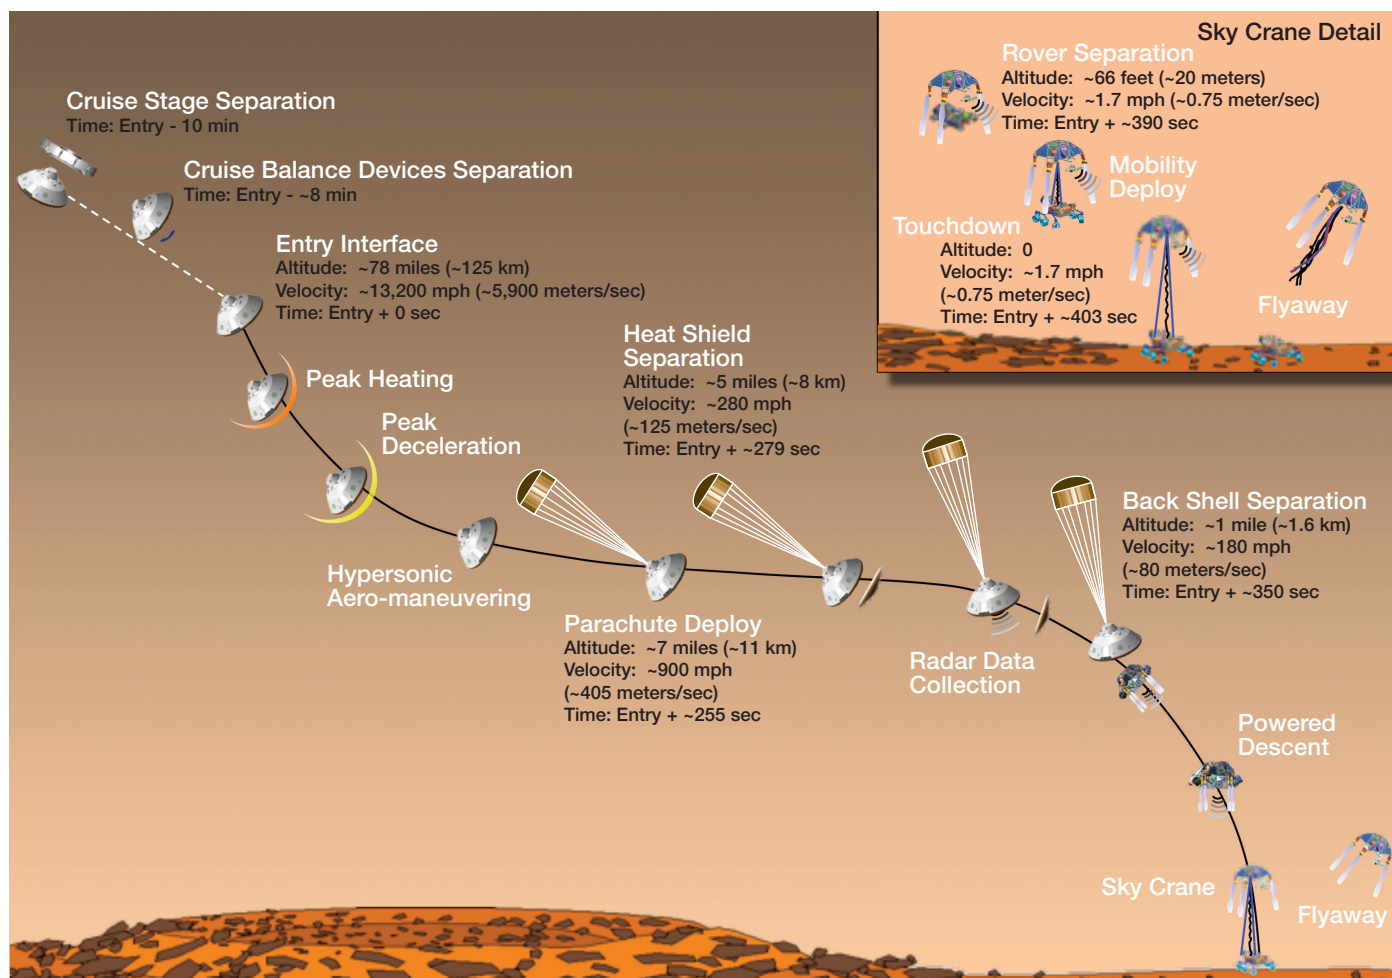 Sky Crane Detail
Rover Separation
Altitude: ~66 feet (~20 meters)
Velocity: ~1.7 mph (~0.75 meter/sec)
Time: Entry + ~390 sec
Mobility
Deploy
Touchdown
Altitude: 0
Velocity: ~1.7 mph
(~0.75 meter/sec)
Time: Entry + ~403 sec
Flyaway
Cruise Stage Separation
Time: Entry - 10 min
Cruise Balance Devices Separation
Time: Entry - ~8 min
Entry Interface
Altitude: ~78 miles (~125 km)
Velocity: ~13,200 mph (~5,900 meters/sec)
Time: Entry + 0 sec
Peak Heating
Peak
Deceleration
Hypersonic
Aero-maneuvering
Parachute Deploy
Altitude: ~7 miles (~11 km)
Velocity: ~900 mph
(~405 meters/sec)
Time: Entry + ~255 sec
Heat Shield
Separation
Altitude: ~5 miles (~8 km)
Velocity: ~280 mph
(~125 meters/sec)
Time: Entry + ~279 sec
Radar Data
Collection
Back Shell Separation
Altitude: ~1 mile (~1.6 km)
Velocity: ~180 mph
(~80 meters/sec)
Time: Entry + ~350 sec
Powered
Descent
Sky Crane
Flyaway